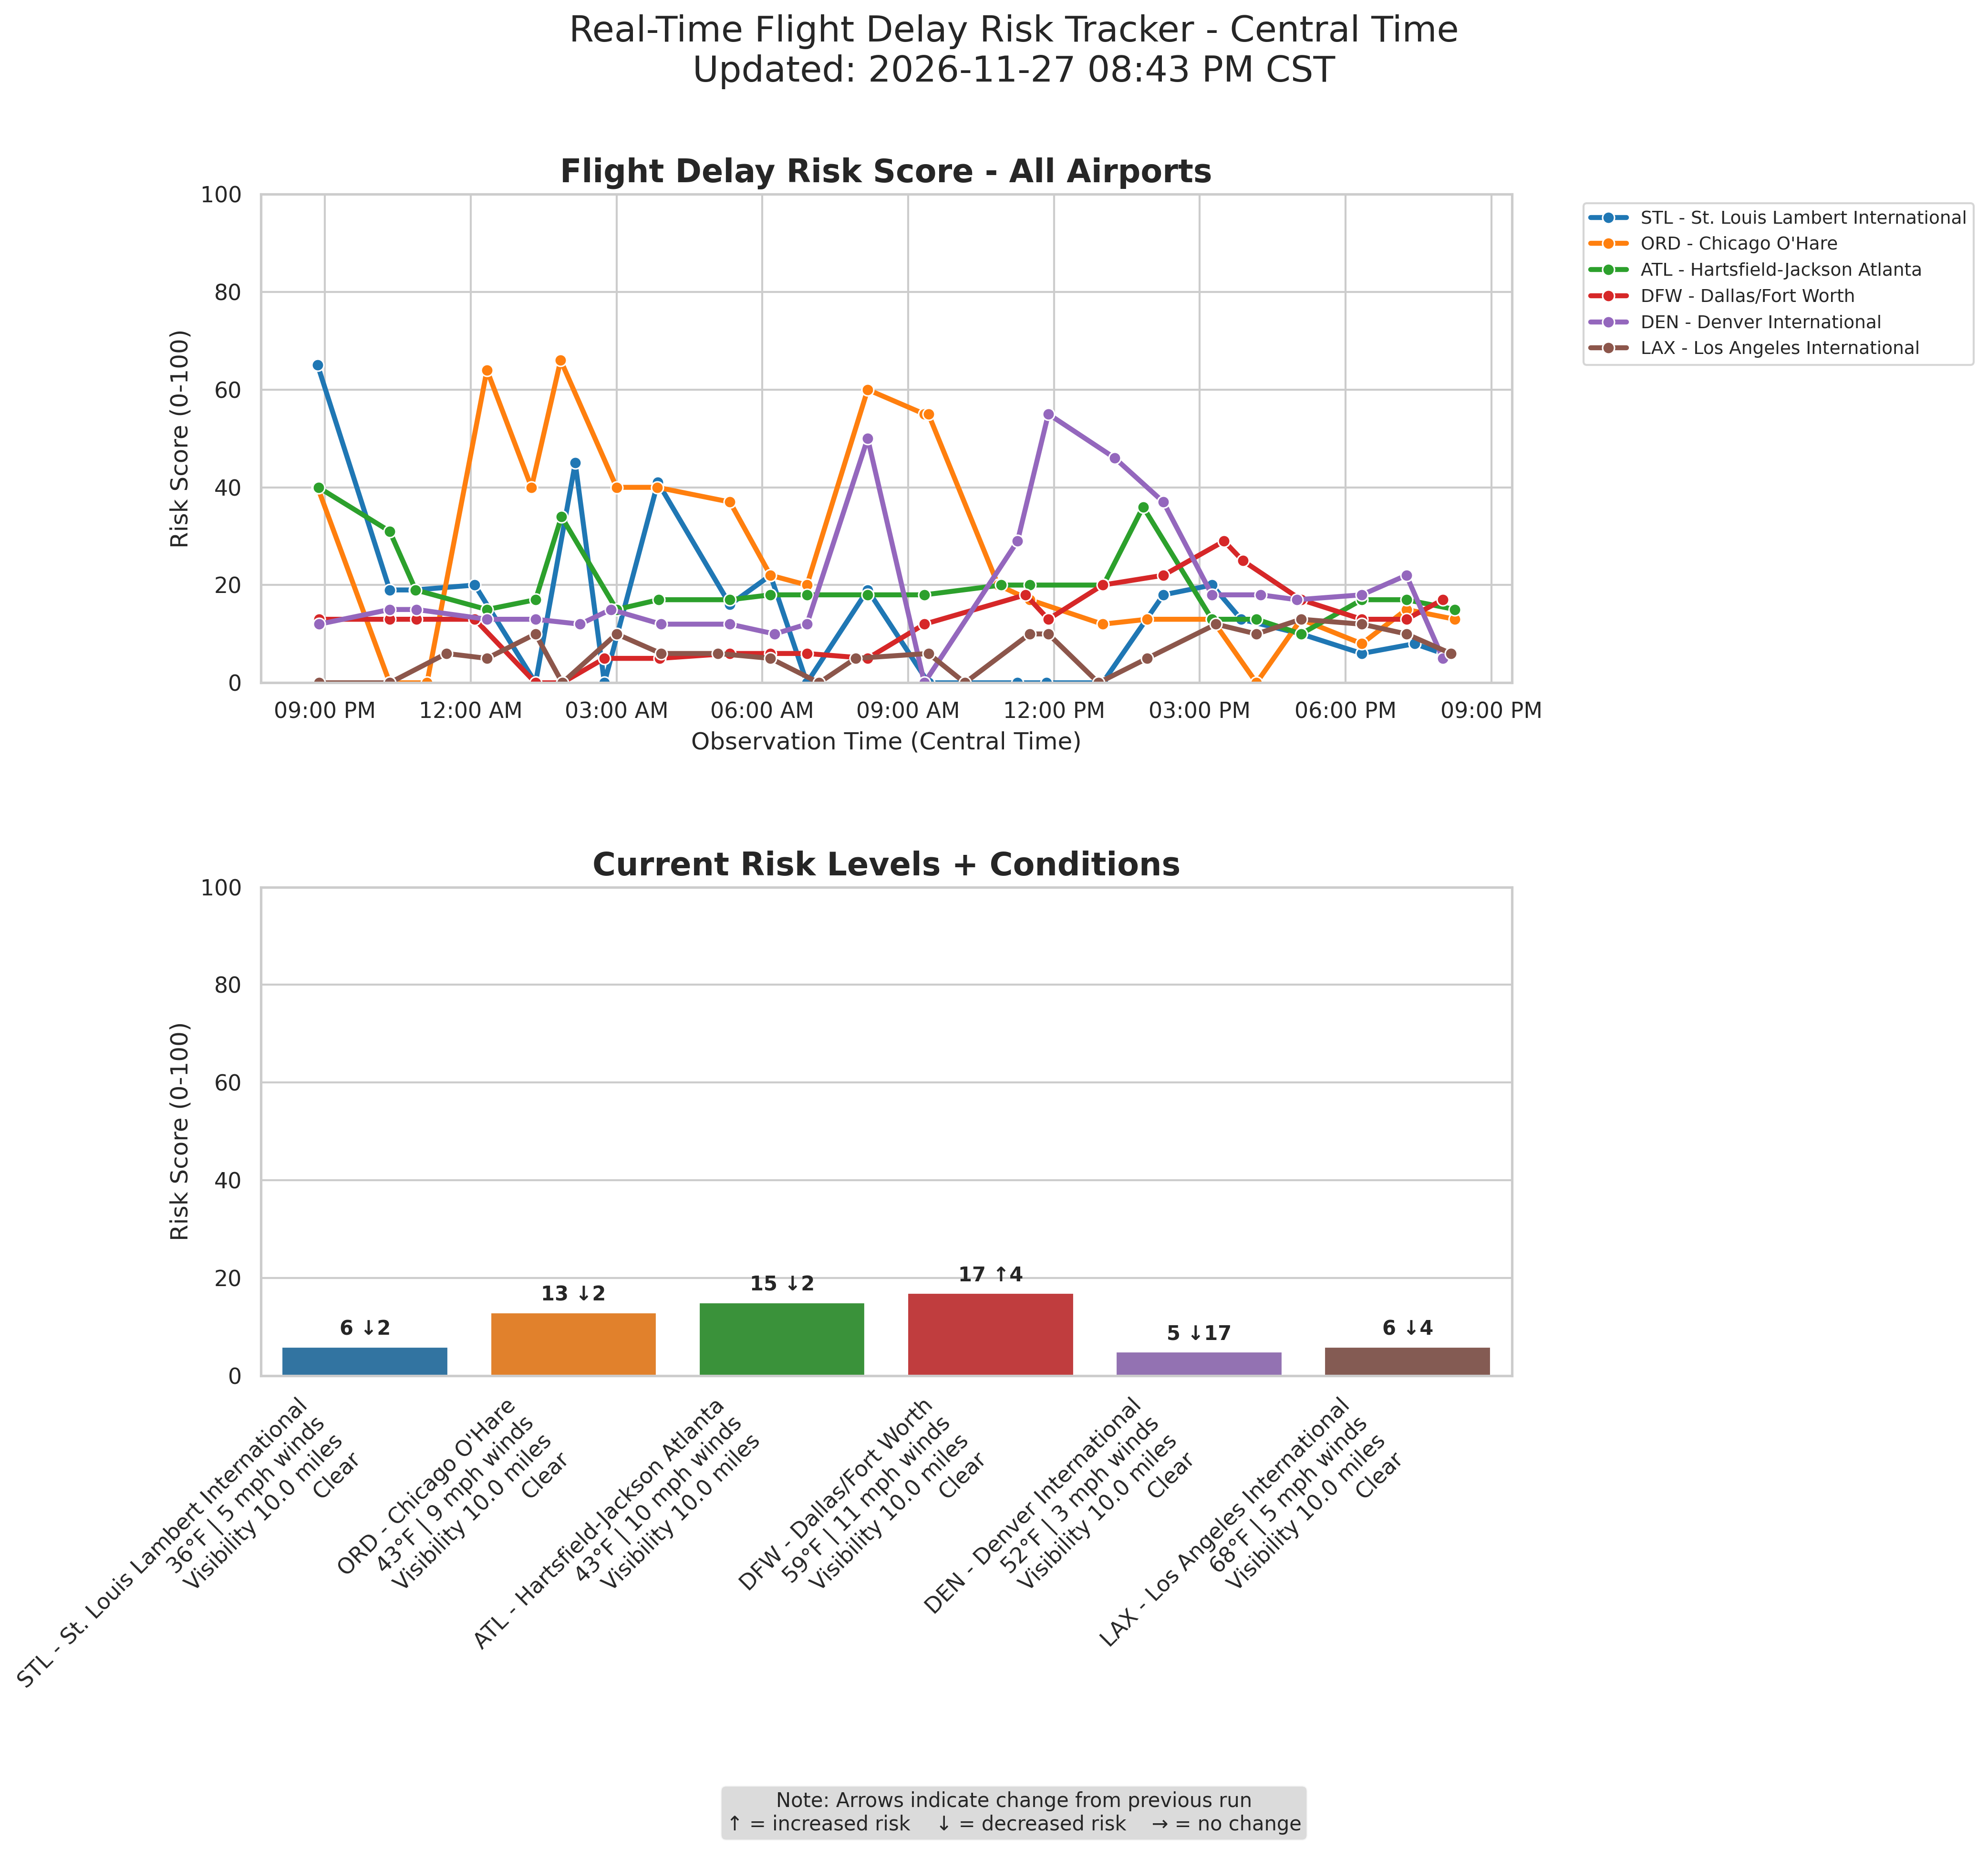 Real-Time Flight Delay Risk Tracker - Central Time
Updated: 2026-11-27 08:43 PM CST
Flight Delay Risk Score - All Airports
Risk Score (0-100)
100
80
60
40
20
0
09:00 PM
12:00 AM
03:00 AM
06:00 AM
09:00 AM
12:00 PM
03:00 PM
06:00 PM
09:00 PM
Observation Time (Central Time)
STL - St. Louis Lambert International
ORD - Chicago O'Hare
ATL - Hartsfield-Jackson Atlanta
DFW - Dallas/Fort Worth
DEN - Denver International
LAX - Los Angeles International
Current Risk Levels + Conditions
Risk Score (0-100)
100
80
60
40
20
0
6 ↓2
13 ↓2
15 ↓2
17 ↑4
5 ↓17
6 ↓4
STL - St. Louis Lambert International
36°F | 5 mph winds
Visibility 10.0 miles
Clear
ORD - Chicago O'Hare
43°F | 9 mph winds
Visibility 10.0 miles
Clear
ATL - Hartsfield-Jackson Atlanta
43°F | 10 mph winds
Visibility 10.0 miles
DFW - Dallas/Fort Worth
59°F | 11 mph winds
Visibility 10.0 miles
Clear
DEN - Denver International
52°F | 3 mph winds
Visibility 10.0 miles
Clear
LAX - Los Angeles International
68°F | 5 mph winds
Visibility 10.0 miles
Clear
Note: Arrows indicate change from previous run
↑ = increased risk ↓ = decreased risk → = no change